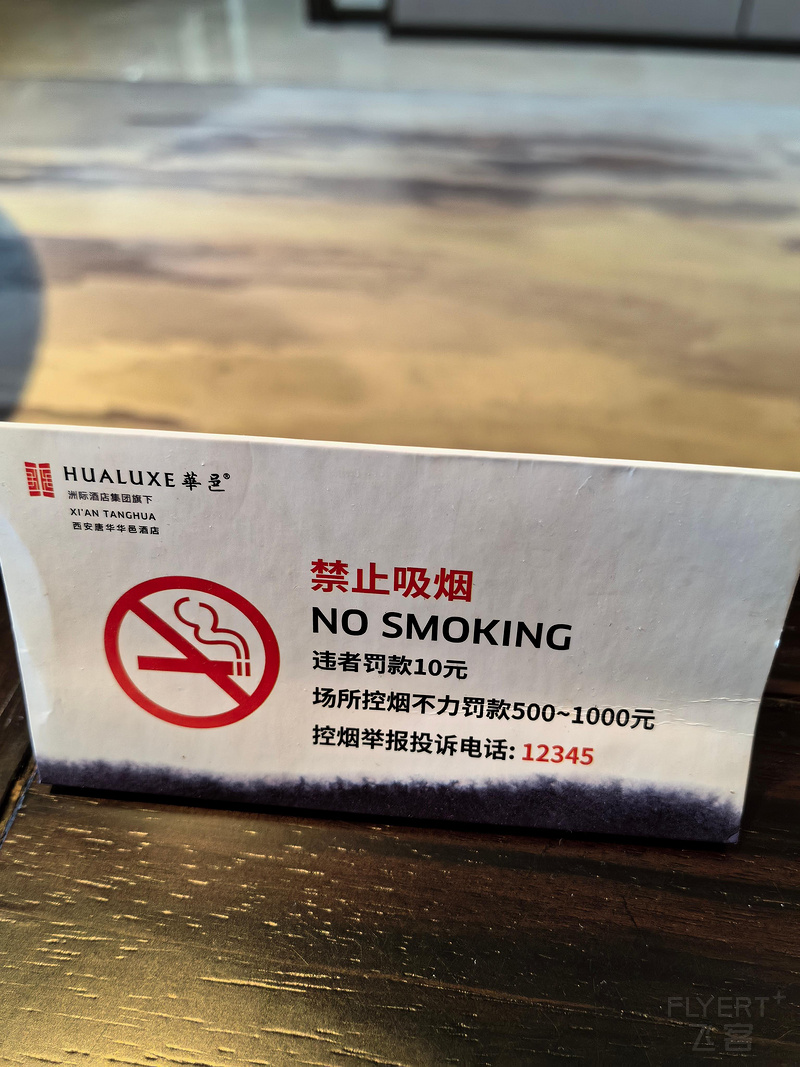 HUALUXE 華邑®
洲际酒店集团旗下
XI'AN TANGHUA
西安唐华华邑酒店
禁止吸烟
NO SMOKING
违者罚款10元
场所控烟不力罚款500~1000元
控烟举报投诉电话: 12345
FLYERT+
飞客